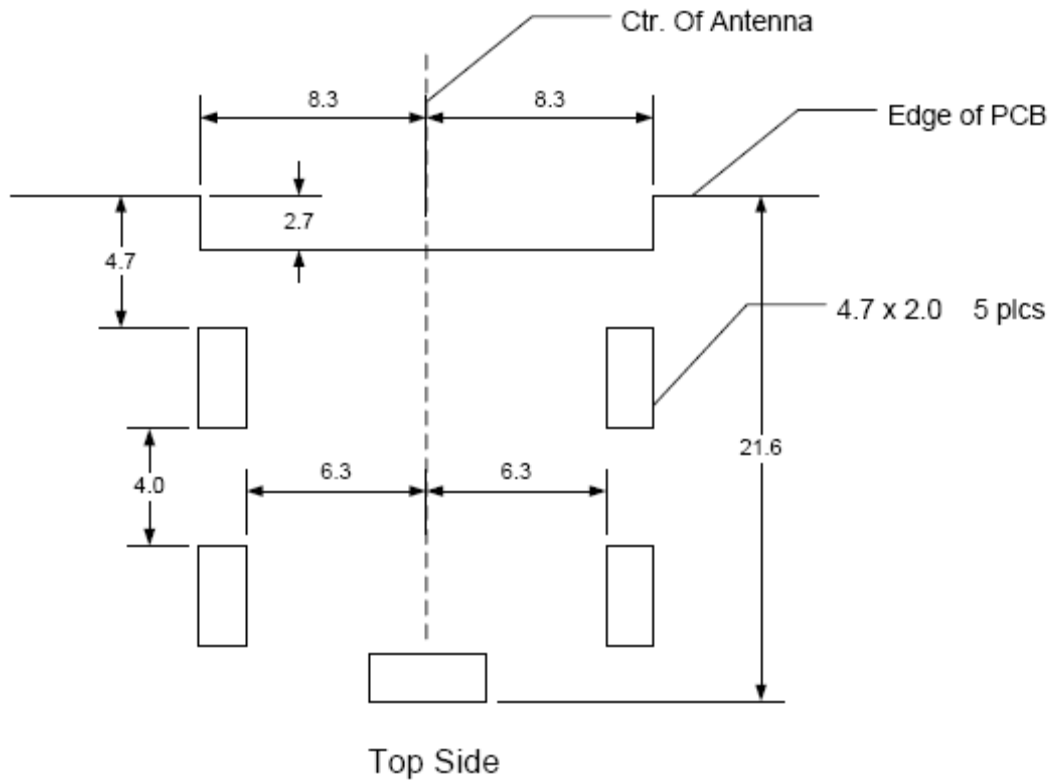 Ctr. Of Antenna
8.3
8.3
Edge of PCB
2.7
4.7
4.7 x 2.0 5 plcs
21.6
6.3
6.3
4.0
Top Side